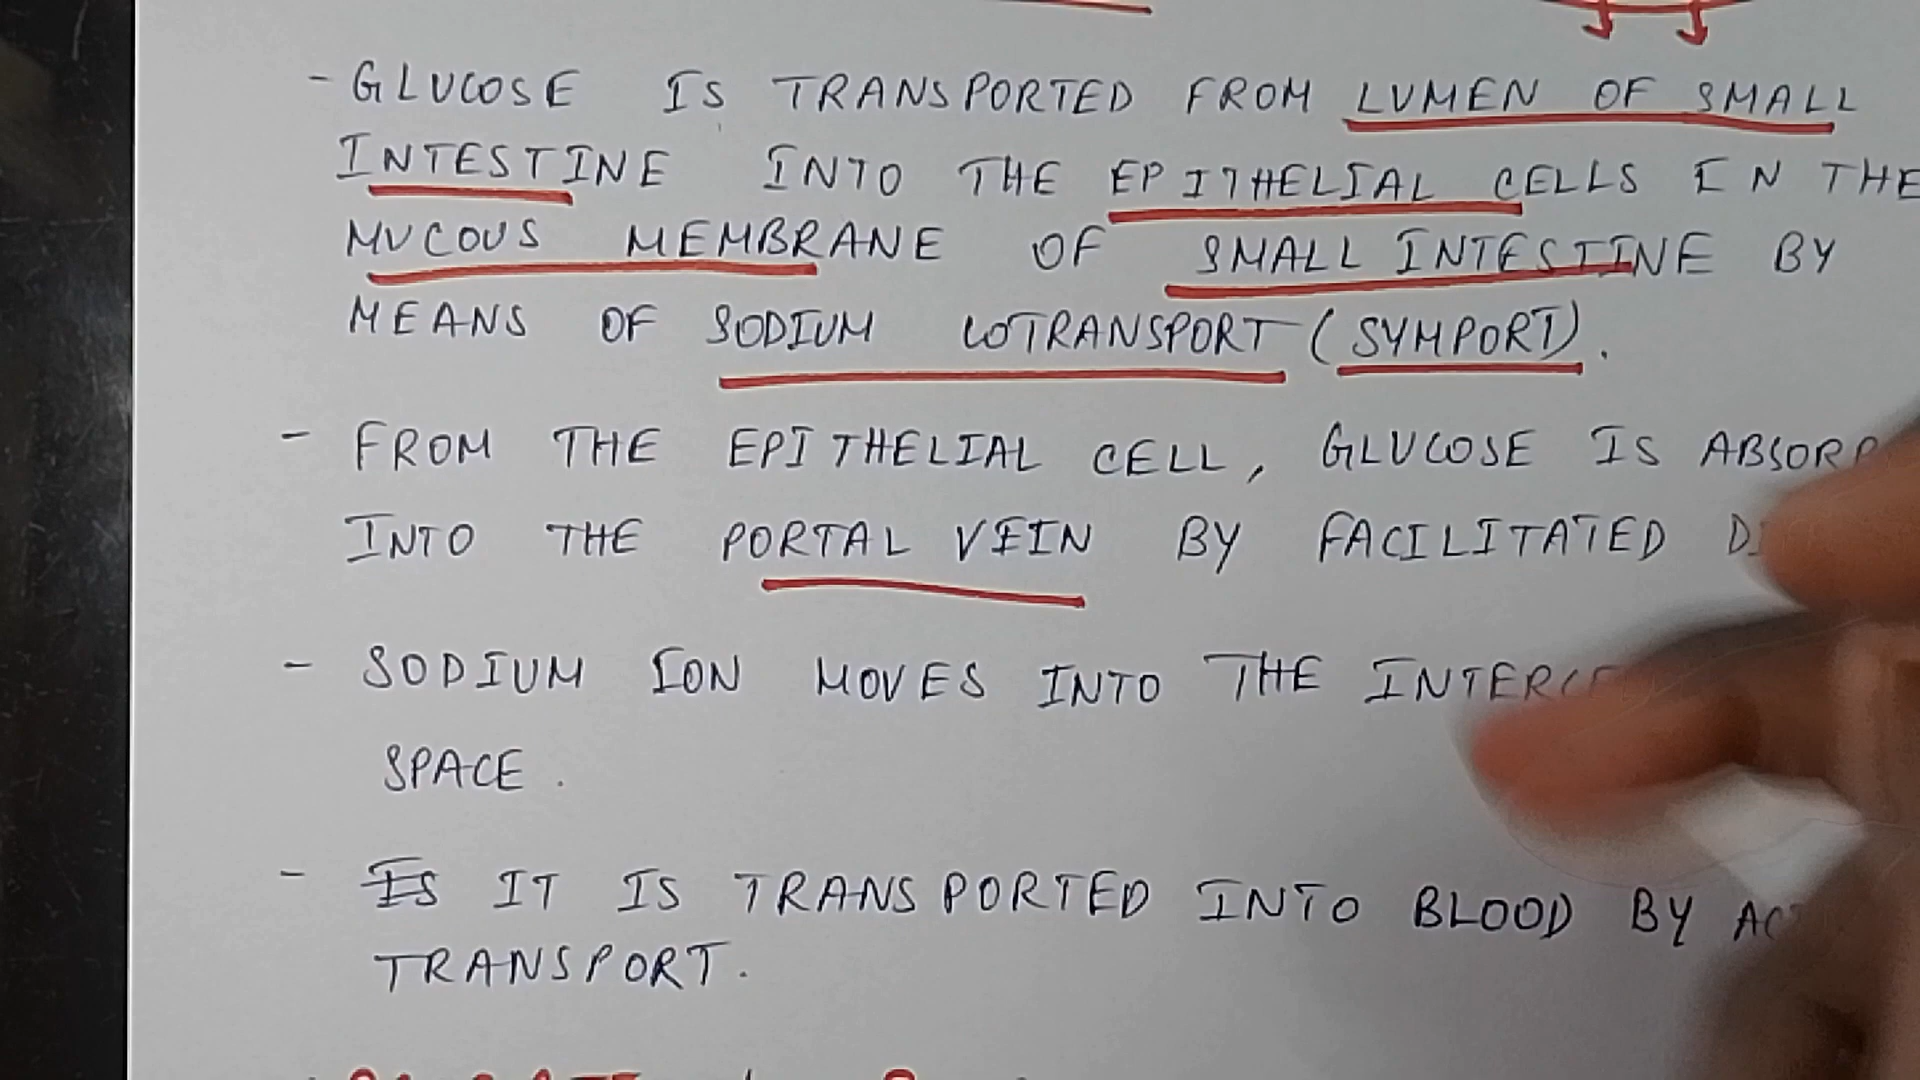 - GLUCOSE IS TRANSPORTED FROM LUMEN OF SMALL
INTESTINE INTO THE EPITHELIAL CELLS IN THE
MUCOUS MEMBRANE OF SMALL INTESTINE BY
MEANS OF SODIUM COTRANSPORT (SYMPORT).
- FROM THE EPITHELIAL CELL, GLUCOSE IS
INTO THE PORTAL VEIN BY FACILITATED
- SODIUM ION MOVES INTO THE
SPACE.
- IS IT IS TRANSPORTED INTO BLOOD BY
TRANSPORT.